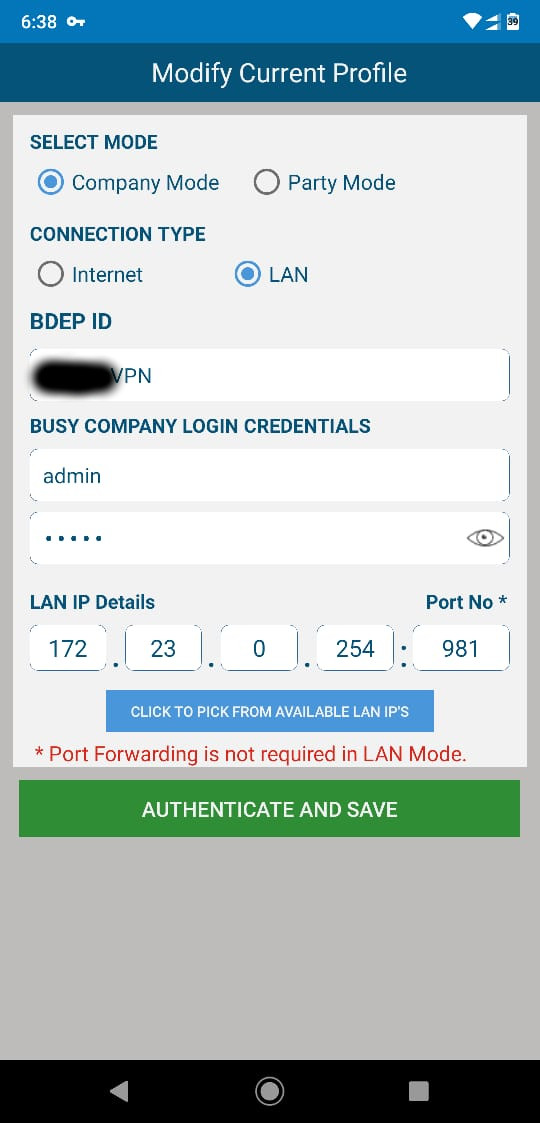 6:38 39
Modify Current Profile
SELECT MODE
Company Mode Party Mode
CONNECTION TYPE
Internet LAN
BDEP ID
VPN
BUSY COMPANY LOGIN CREDENTIALS
admin
•••••
LAN IP Details Port No *
172 . 23 . 0 . 254 : 981
CLICK TO PICK FROM AVAILABLE LAN IP'S
* Port Forwarding is not required in LAN Mode.
AUTHENTICATE AND SAVE